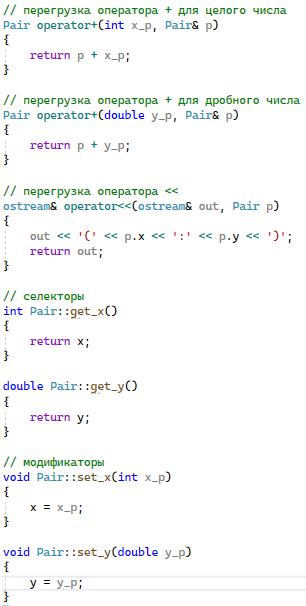 // перегрузка оператора + для целого числа
Pair operator+(int x_p, Pair& p)
{
    return p + x_p;
}

// перегрузка оператора + для дробного числа
Pair operator+(double y_p, Pair& p)
{
    return p + y_p;
}

// перегрузка оператора <<
ostream& operator<<(ostream& out, Pair p)
{
    out << '(' << p.x << ':' << p.y << ')';
    return out;
}

// селекторы
int Pair::get_x()
{
    return x;
}

double Pair::get_y()
{
    return y;
}

// модификаторы
void Pair::set_x(int x_p)
{
    x = x_p;
}

void Pair::set_y(double y_p)
{
    y = y_p;
}